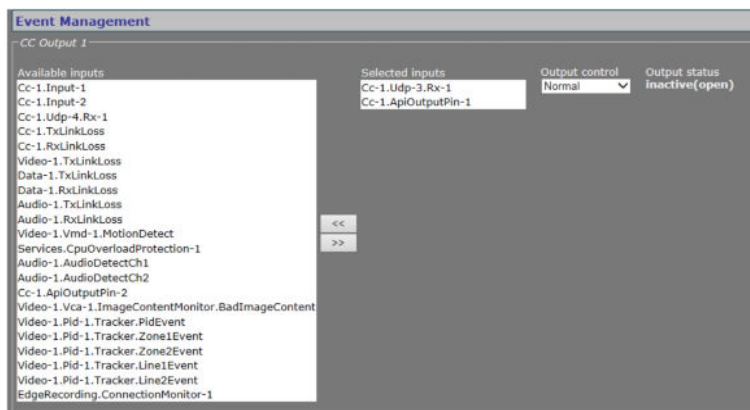 Event Management
CC Output 1
Available inputs
Cc-1.Input-1
Cc-1.Input-2
Cc-1.Udp-4.Rx-1
Cc-1.TxLinkLoss
Cc-1.RxLinkLoss
Video-1.TxLinkLoss
Data-1.TxLinkLoss
Data-1.RxLinkLoss
Audio-1.TxLinkLoss
Audio-1.RxLinkLoss
Video-1.Vmd-1.MotionDetect
Services.CpuOverloadProtection-1
Audio-1.AudioDetectCh1
Audio-1.AudioDetectCh2
Cc-1.ApiOutputPin-2
Video-1.Vca-1.ImageContentMonitor.BadImageContent
Video-1.Pid-1.Tracker.PidEvent
Video-1.Pid-1.Tracker.Zone1Event
Video-1.Pid-1.Tracker.Zone2Event
Video-1.Pid-1.Tracker.Line1Event
Video-1.Pid-1.Tracker.Line2Event
EdgeRecording.ConnectionMonitor-1
<<
>>
Selected inputs
Cc-1.Udp-3.Rx-1
Cc-1.ApiOutputPin-1
Output control
Normal
Output status
inactive(open)